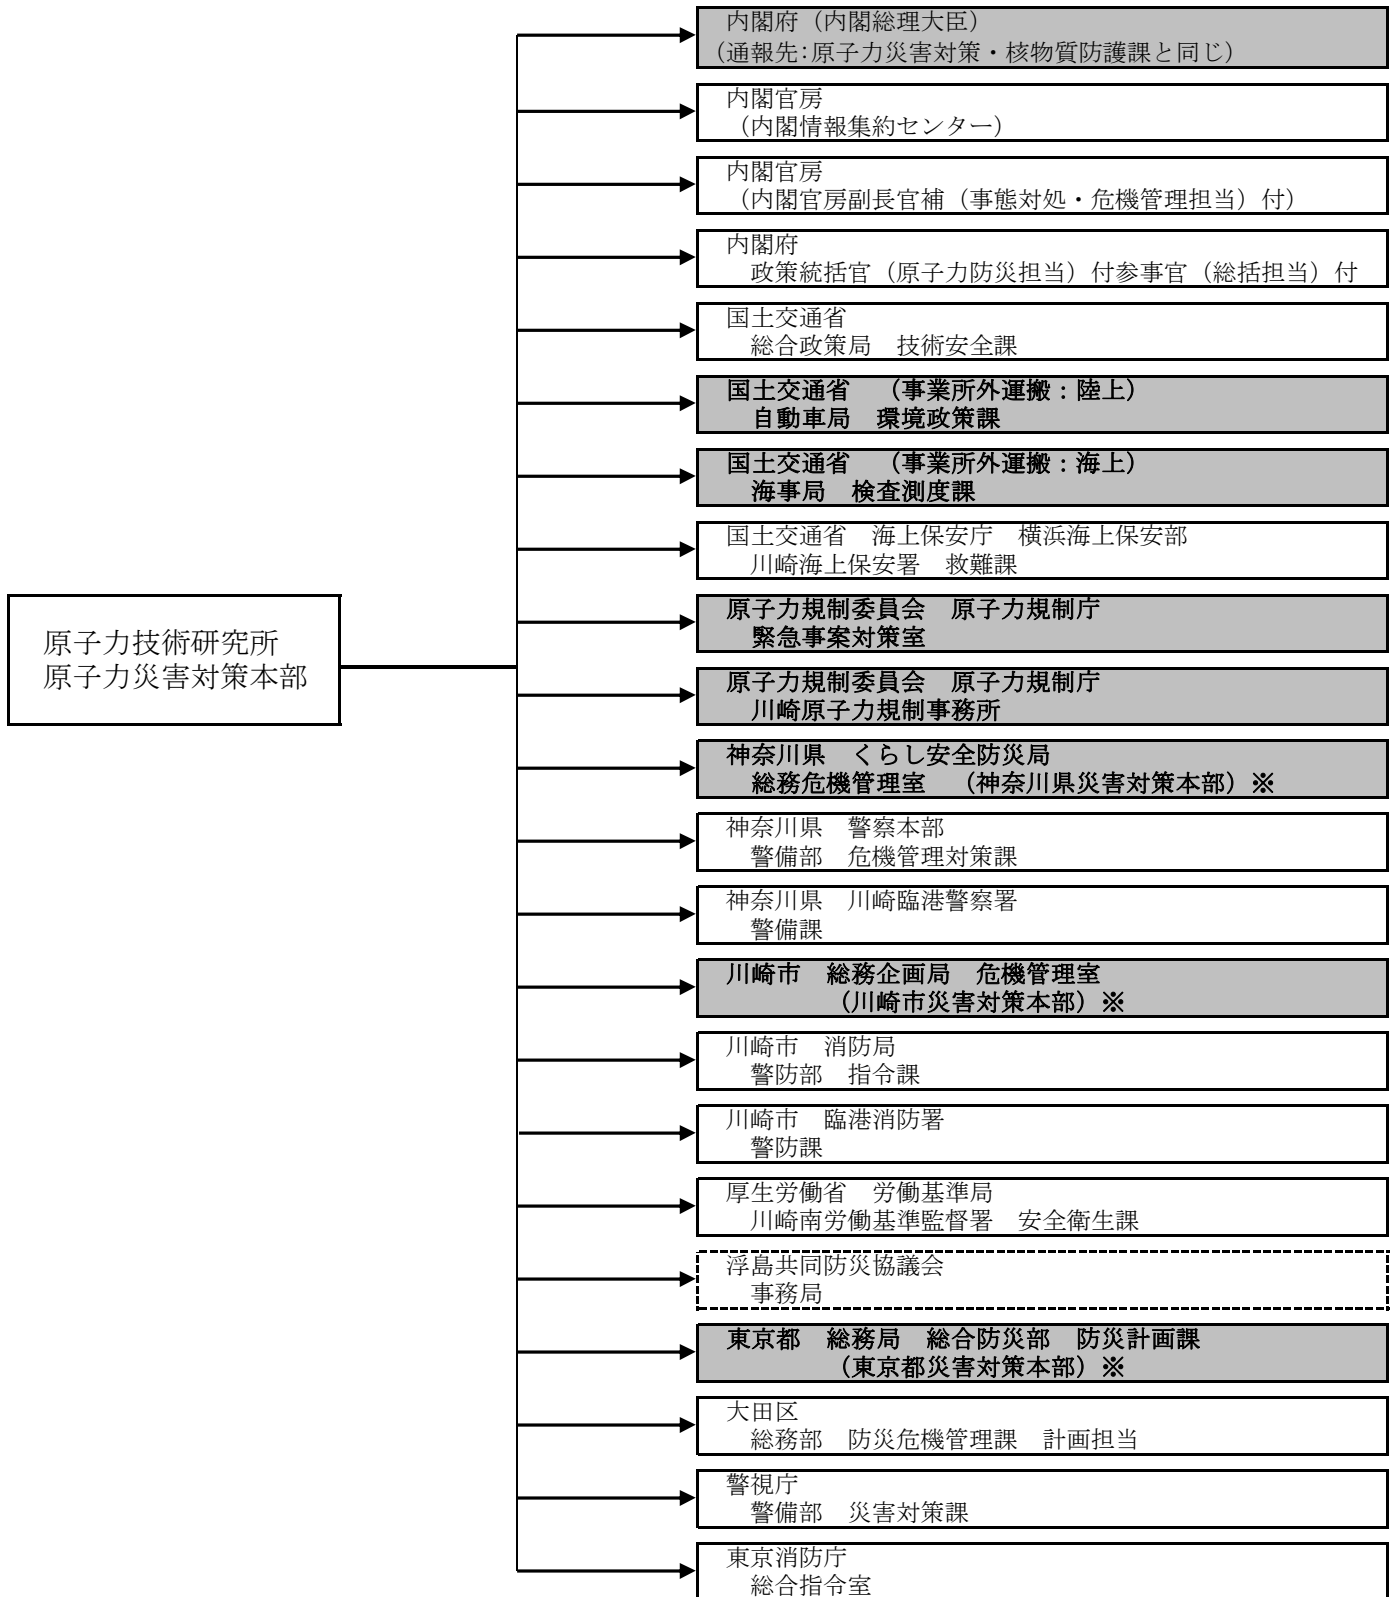 内閣府（内閣総理大臣）
（通報先：原子力災害対策・核物質防護課と同じ）
内閣官房
（内閣情報集約センター）
内閣官房
（内閣官房副長官補（事態対処・危機管理担当）付）
内閣府
政策統括官（原子力防災担当）付参事官（総括担当）付
国土交通省
総合政策局　技術安全課
国土交通省　（事業所外運搬：陸上）
自動車局　環境政策課
国土交通省　（事業所外運搬：海上）
海事局　検査測度課
国土交通省　海上保安庁　横浜海上保安部
川崎海上保安署　救難課
原子力技術研究所
原子力災害対策本部
原子力規制委員会　原子力規制庁
緊急事案対策室
原子力規制委員会　原子力規制庁
川崎原子力規制事務所
神奈川県　くらし安全防災局
総務危機管理室　（神奈川県災害対策本部）※
神奈川県　警察本部
警備部　危機管理対策課
神奈川県　川崎臨港警察署
警備課
川崎市　総務企画局　危機管理室
（川崎市災害対策本部）※
川崎市　消防局
警防部　指令課
川崎市　臨港消防署
警防課
厚生労働省　労働基準局
川崎南労働基準監督署　安全衛生課
浮島共同防災協議会
事務局
東京都　総務局　総合防災部　防災計画課
（東京都災害対策本部）※
大田区
総務部　防災危機管理課　計画担当
警視庁
警備部　災害対策課
東京消防庁
総合指令室